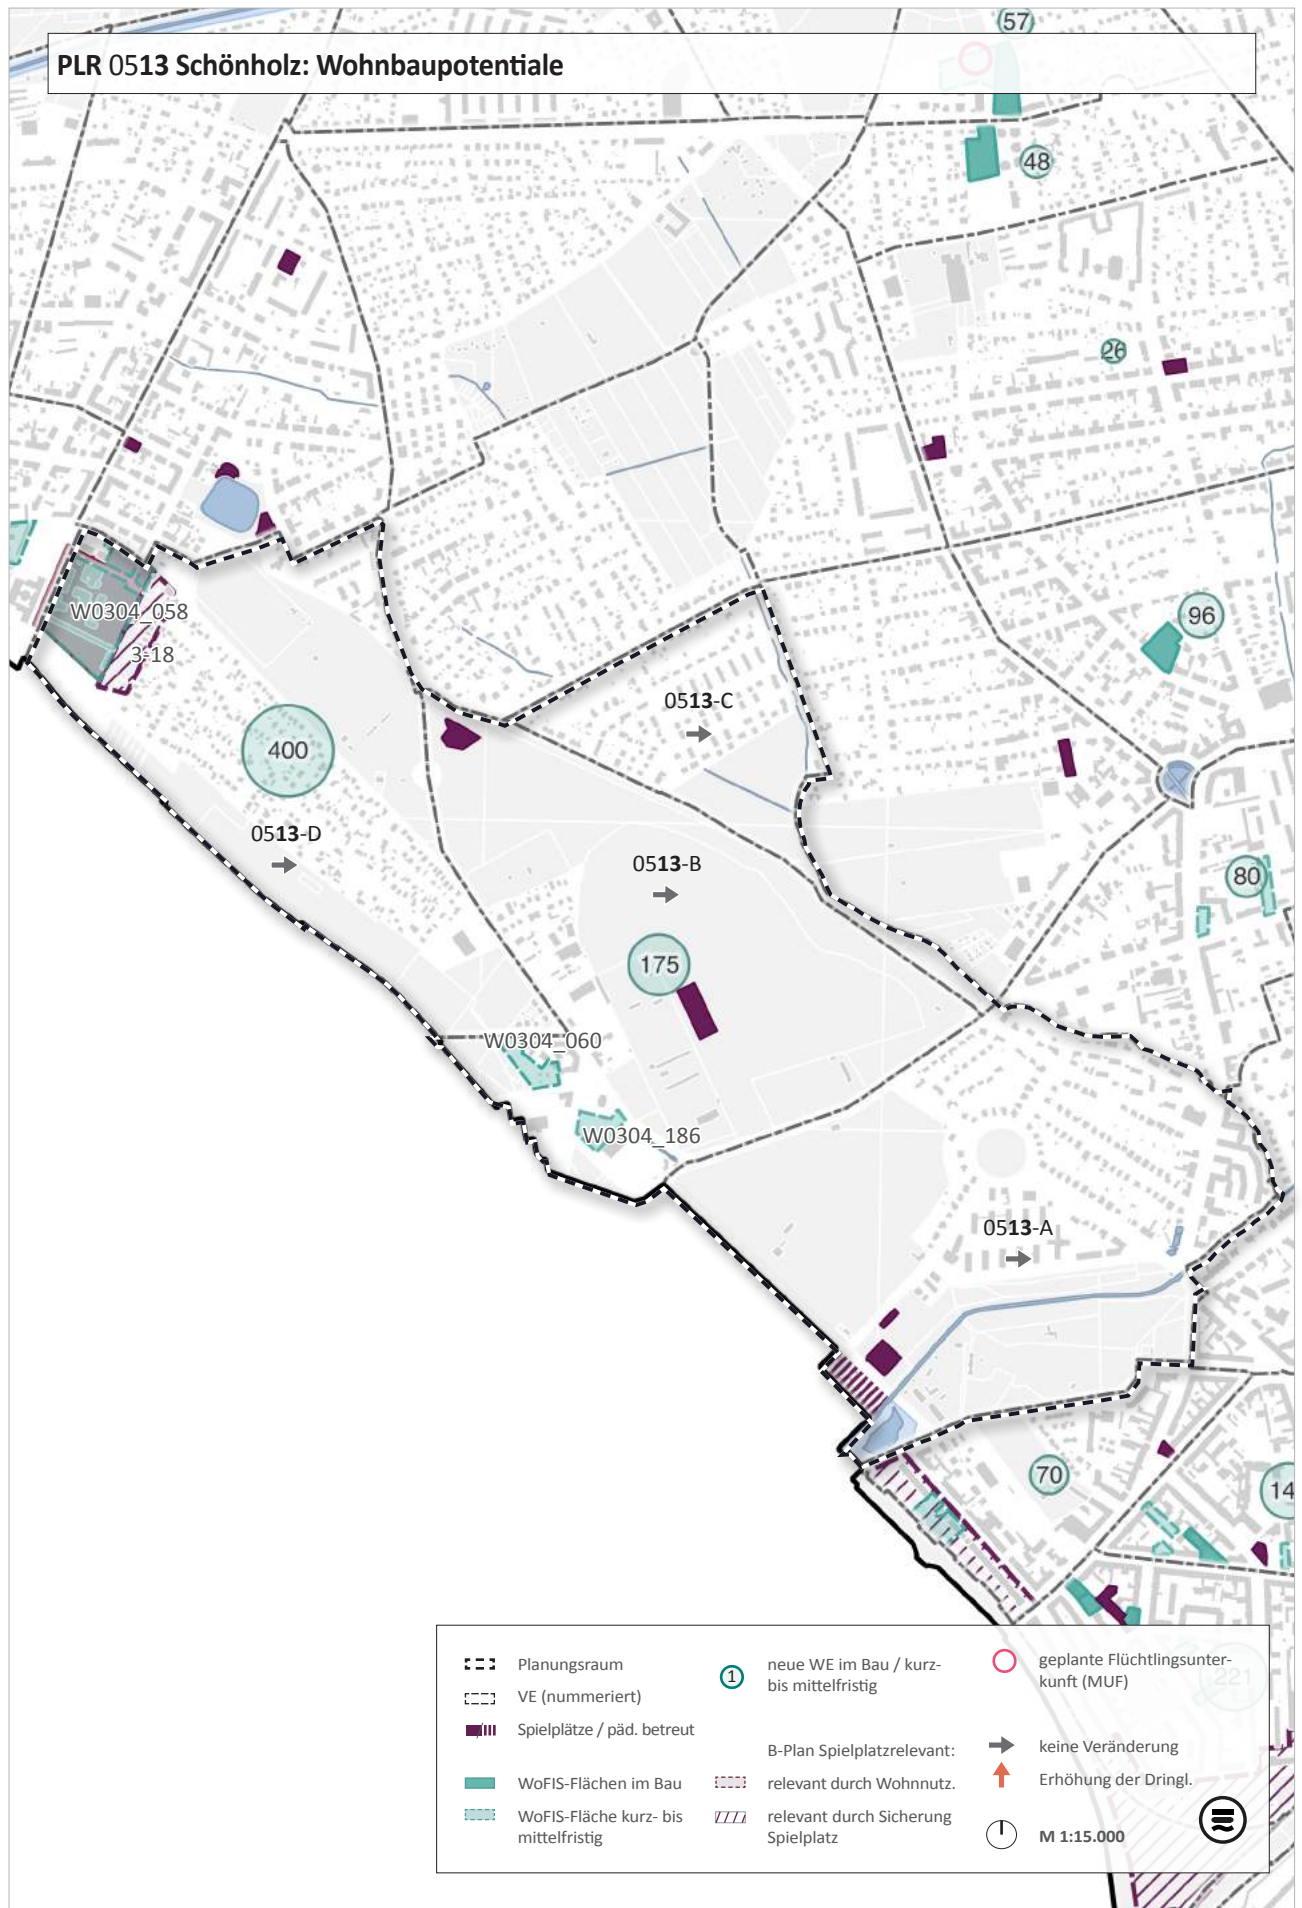 57
PLR 0513 Schönholz: Wohnbaupotentiale
48
26
W0304_058
3-18
96
400
0513-C
0513-D
0513-B
80
175
W0304_060
W0304_186
0513-A
70
14
221
Planungsraum
VE (nummeriert)
Spielplätze / päd. betreut
WoFIS-Flächen im Bau
WoFIS-Fläche kurz- bis
mittelfristig
1
neue WE im Bau / kurz-
bis mittelfristig
B-Plan Spielplatzrelevant:
relevant durch Wohnnutz.
relevant durch Sicherung
Spielplatz
geplante Flüchtlingsunter-
kunft (MUF)
keine Veränderung
Erhöhung der Dringl.
M 1:15.000